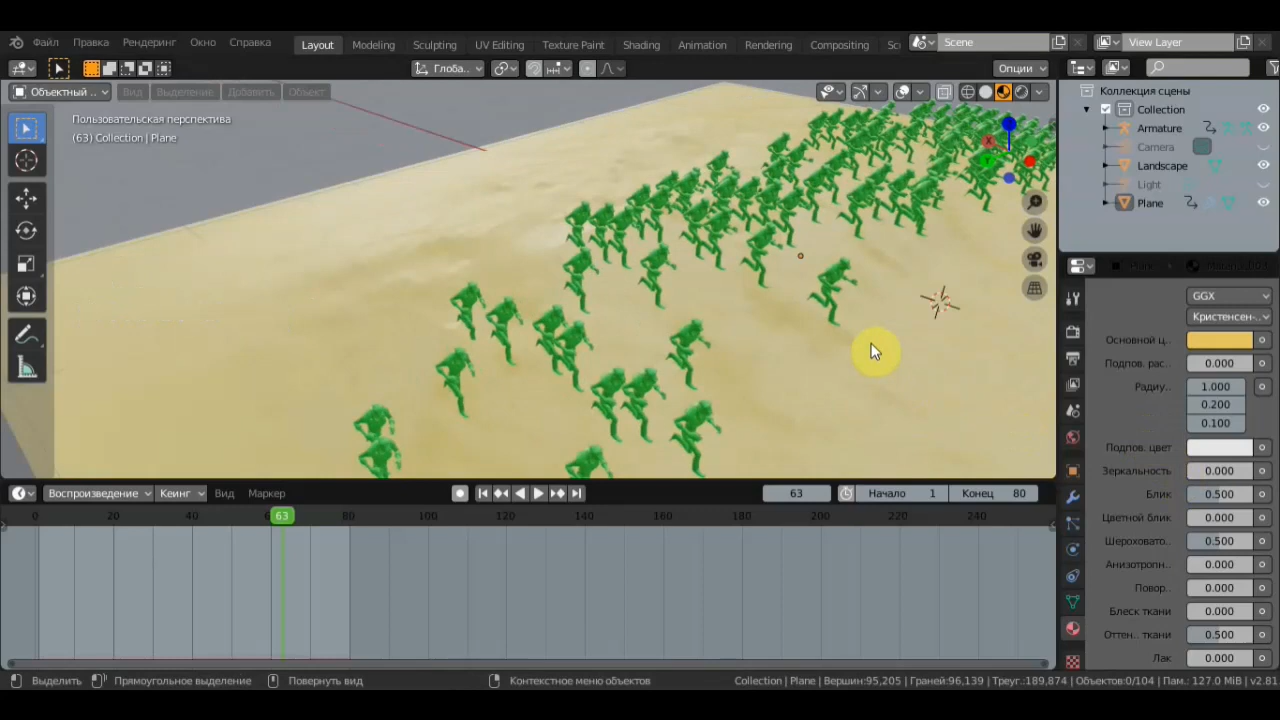 Файл Правка Рендеринг Окно Справка Layout Modeling Sculpting UV Editing Texture Paint Shading Animation Rendering Compositing Sc Scene View Layer
Глоба.. Опции
Объектный .. Вид Выделение Добавить Объект
Пользовательская перспектива
(63) Collection | Plane
X
Y
Коллекция сцены
Collection
Armature
Camera
Landscape
Light
Plane
GGX
Кристенсен-..
Основной ц..
Подпов. рас.. 0.000
Радиу.. 1.000
0.200
0.100
Подпов. цвет
Зеркальность 0.000
Блик 0.500
Цветной блик 0.000
Шероховато.. 0.500
Анизотропн.. 0.000
Повор.. 0.000
Блеск ткани 0.000
Оттен.. ткани 0.500
Лак 0.000
Воспроизведение Кеинг Вид Маркер 63 Начало 1 Конец 80
0 20 40 63 80 100 120 140 160 180 200 220 240
Выделить Прямоугольное выделение Повернуть вид Контекстное меню объектов Collection | Plane | Вершин:95,205 | Граней:96,139 | Треуг.:189,874 | Объектов:0/104 | Пам.: 127.0 MiB | v2.81